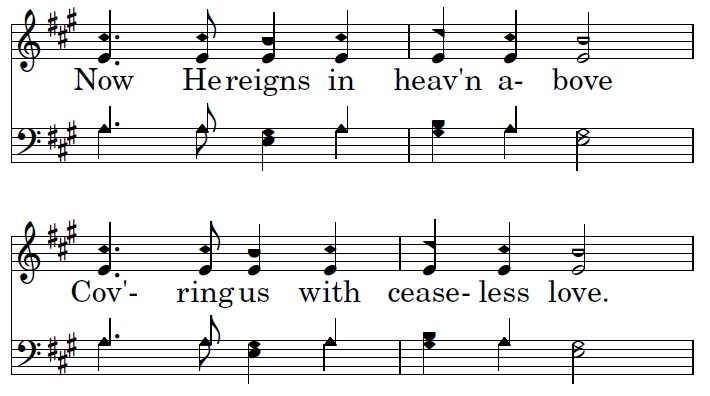 Now He reigns in heav'n a- bove
Cov'- ring us with cease- less love.